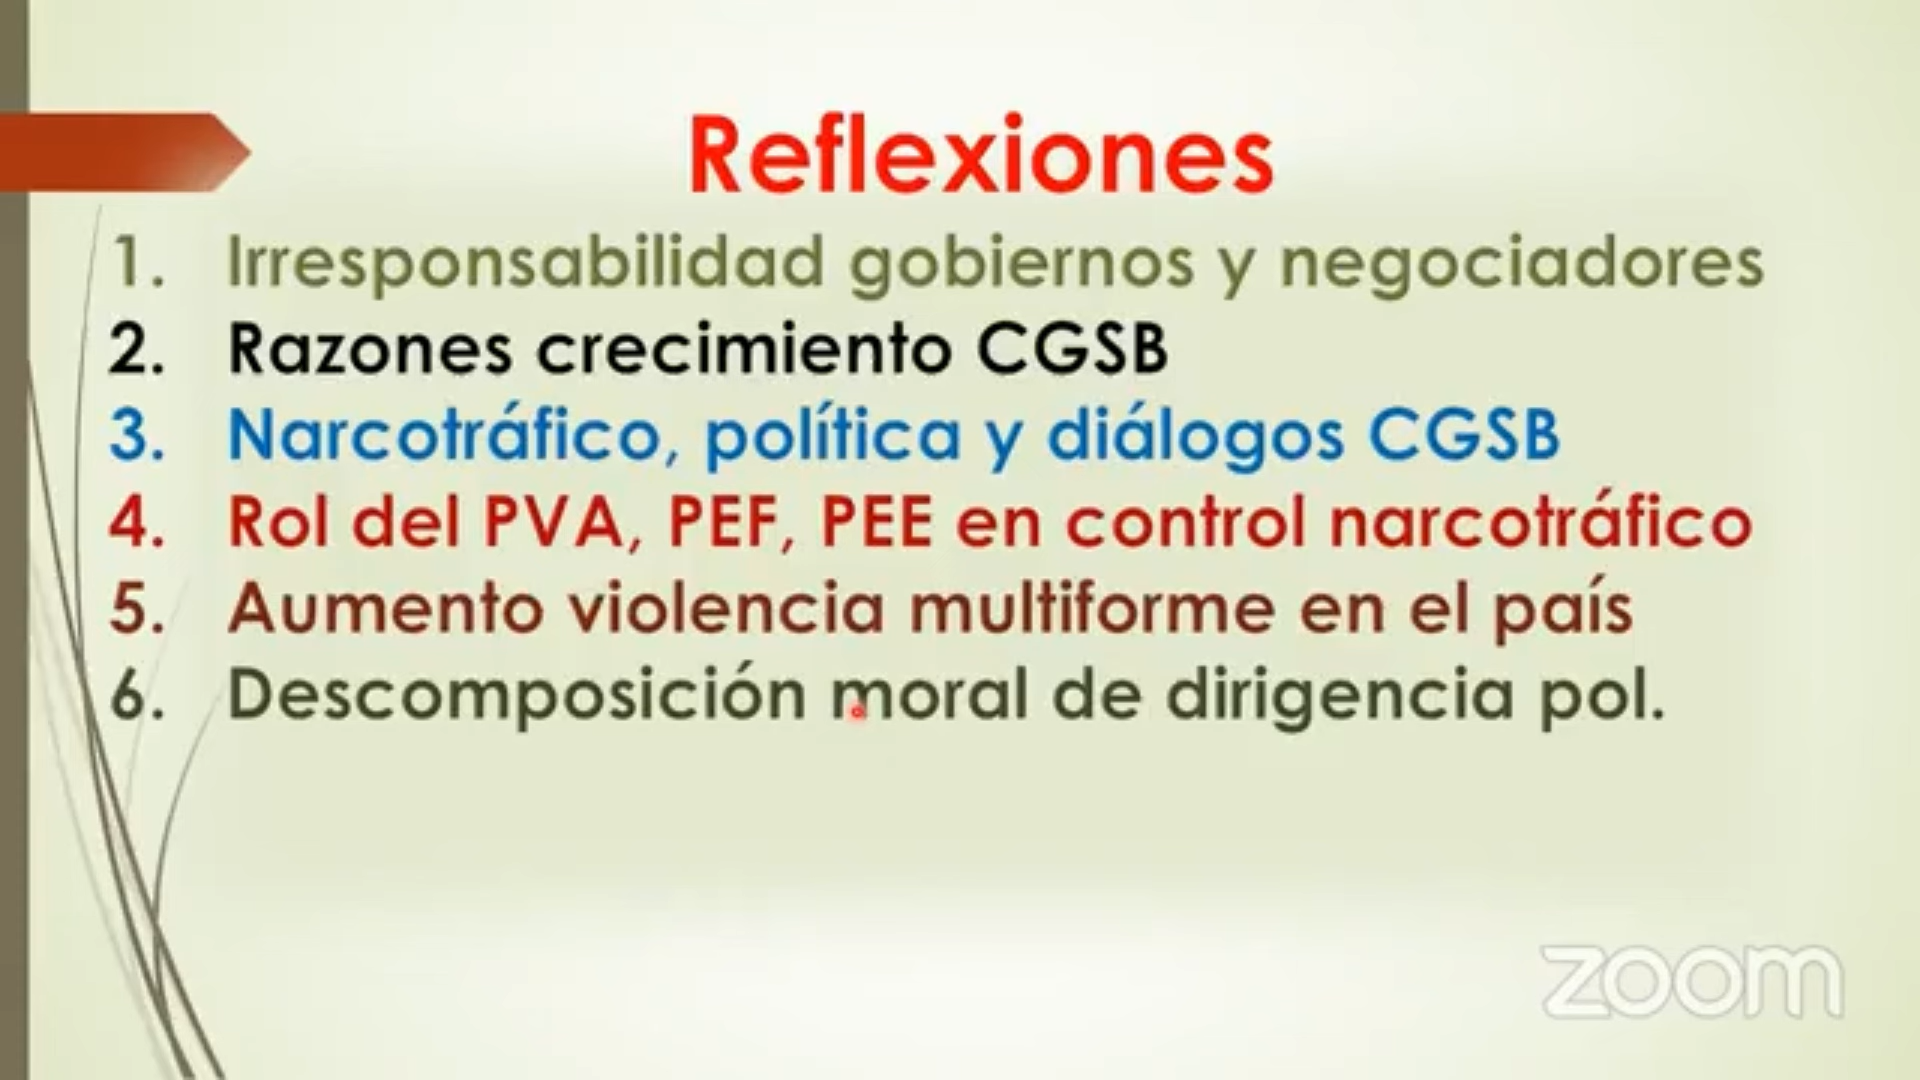 Reflexiones
1. Irresponsabilidad gobiernos y negociadores
2. Razones crecimiento CGSB
3. Narcotráfico, política y diálogos CGSB
4. Rol del PVA, PEF, PEE en control narcotráfico
5. Aumento violencia multiforme en el país
6. Descomposición moral de dirigencia pol.
zoom